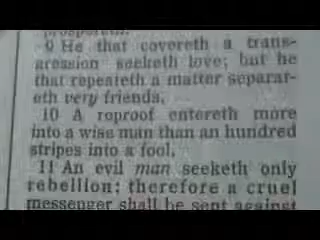 prospereth.
9 He that covereth a trans-
gression seeketh love; but he
that repeateth a matter separat-
eth very friends.
10 A reproof entereth more
into a wise man than an hundred
stripes into a fool.
11 An evil man seeketh only
rebellion: therefore a cruel
messenger shall be sent against